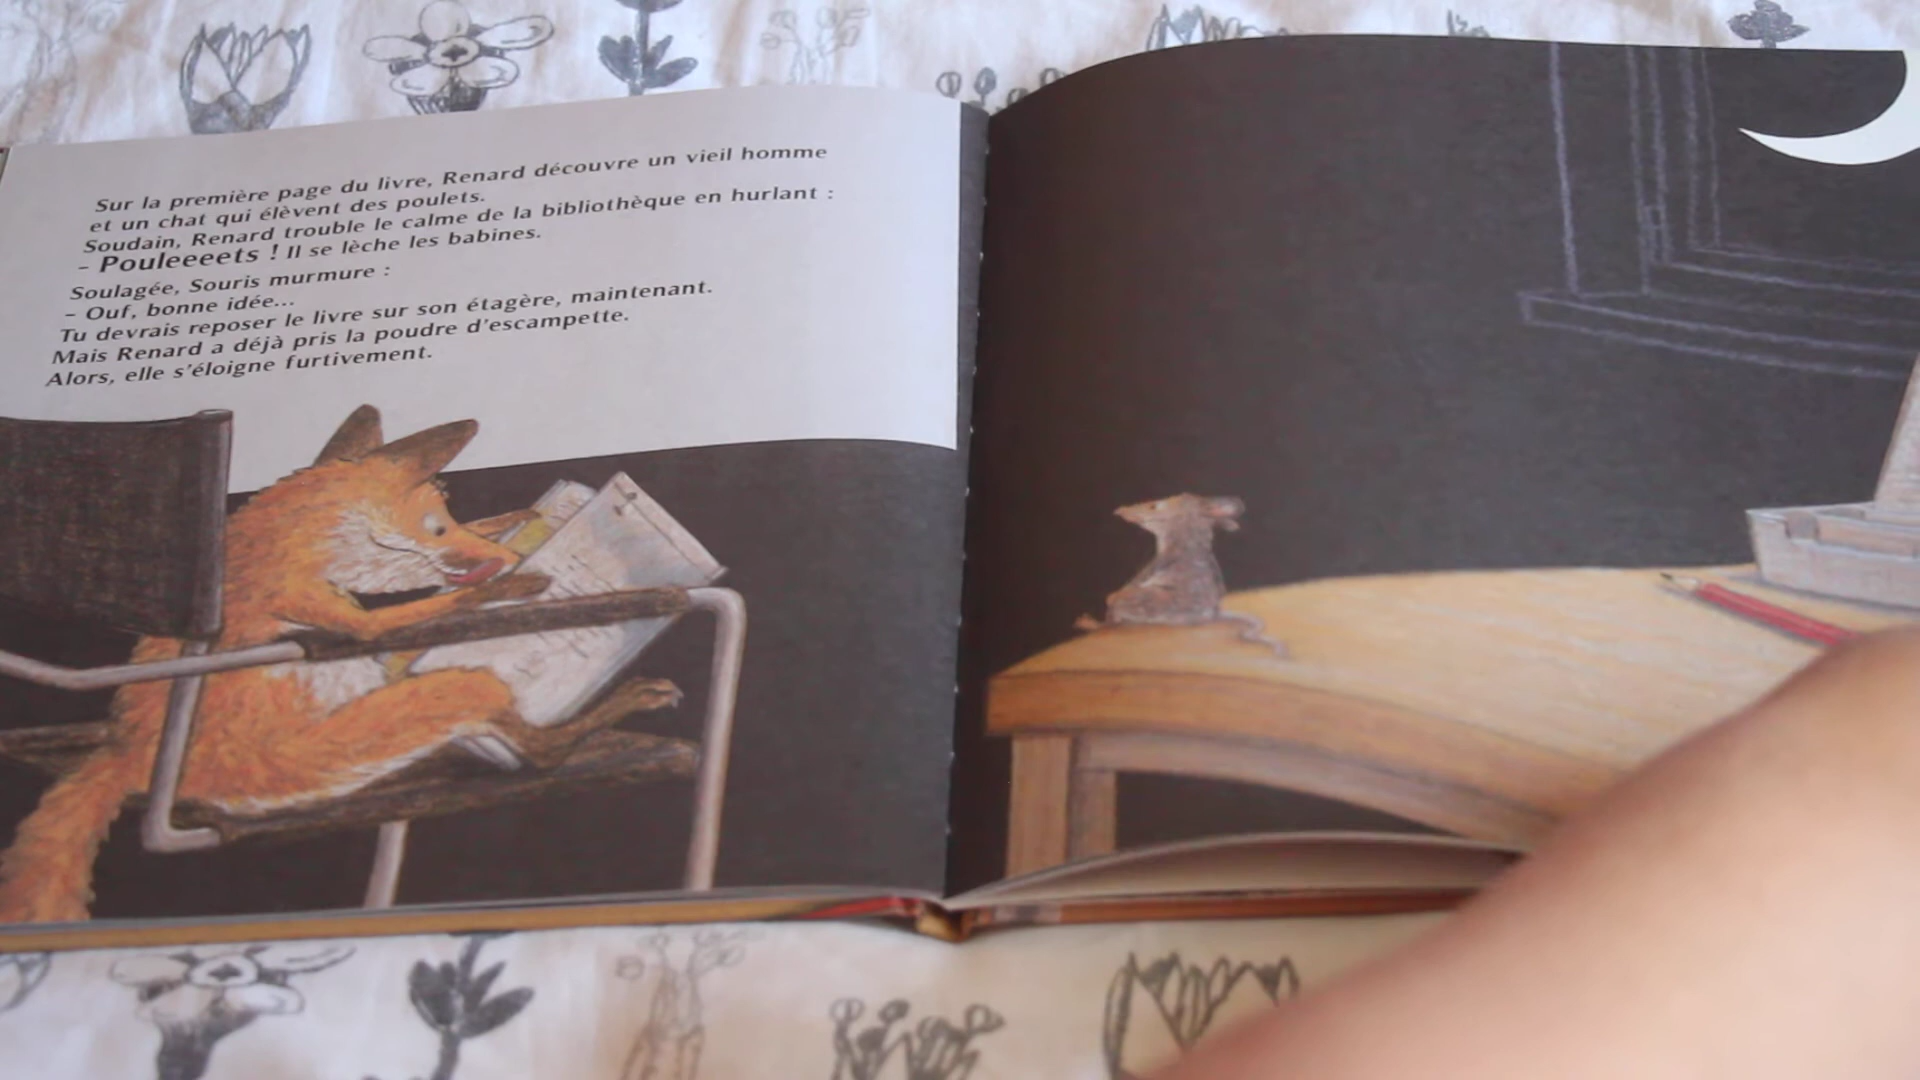 Sur la première page du livre, Renard découvre un vieil homme
et un chat qui élèvent des poulets.
Soudain, Renard trouble le calme de la bibliothèque en hurlant :
– Pouleeeets ! Il se lèche les babines.
Soulagée, Souris murmure :
– Ouf, bonne idée...
Tu devrais reposer le livre sur son étagère, maintenant.
Mais Renard a déjà pris la poudre d'escampette.
Alors, elle s'éloigne furtivement.